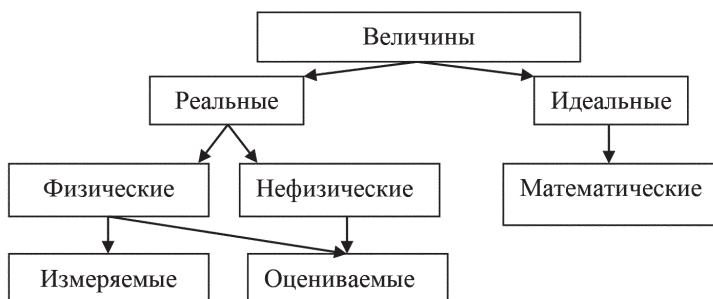 Величины
Реальные
Идеальные
Физические
Нефизические
Математические
Измеряемые
Оцениваемые